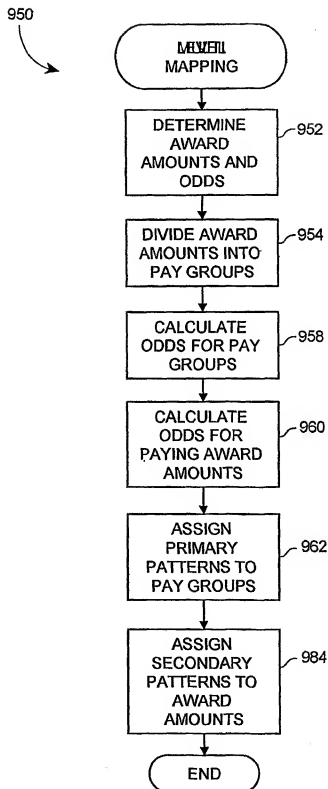 950
MAPPING
DETERMINE
AWARD
AMOUNTS AND
ODDS
952
DIVIDE AWARD
AMOUNTS INTO
PAY GROUPS
954
CALCULATE
ODDS FOR PAY
GROUPS
958
CALCULATE
ODDS FOR
PAYING AWARD
AMOUNTS
960
ASSIGN
PRIMARY
PATTERNS TO
PAY GROUPS
962
ASSIGN
SECONDARY
PATTERNS TO
AWARD
AMOUNTS
984
END